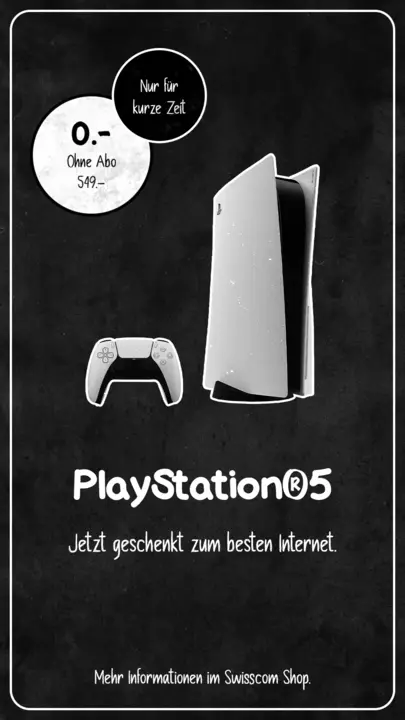 Nur für
kurze Zeit
0.–
Ohne Abo
549.–
PlayStation®5
Jetzt geschenkt zum besten Internet.
Mehr Informationen im Swisscom Shop.